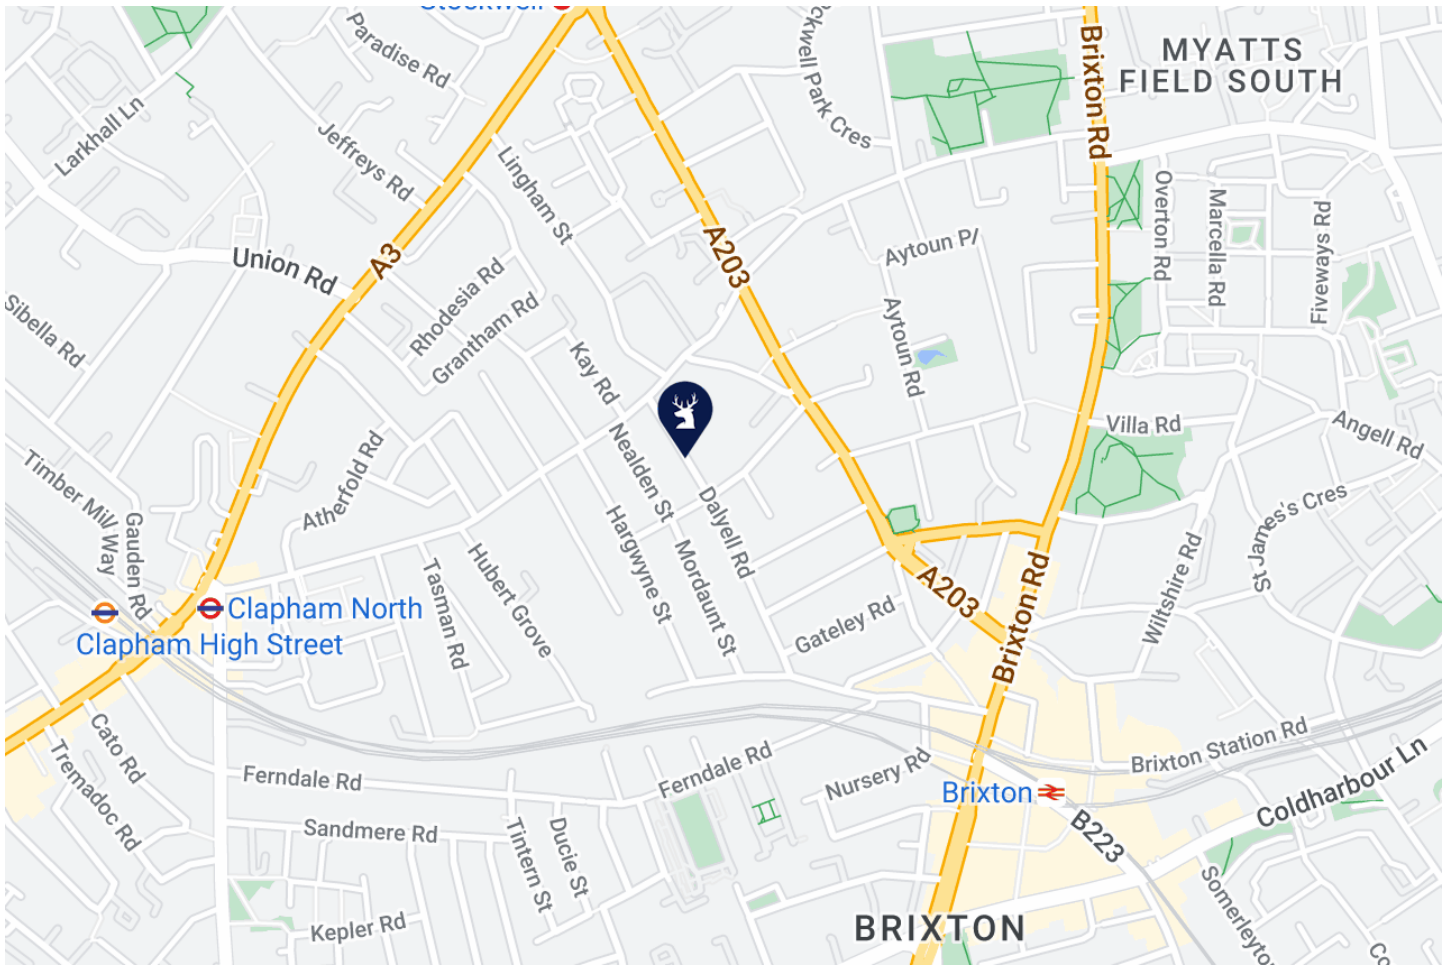 Stockwell
Paradise Rd
ckwell Park Cres
Brixton Rd
MYATTS
FIELD SOUTH
Larkhall Ln
Jeffreys Rd
Lingham St
Overton Rd
Marcella Rd
Fiveways Rd
Union Rd
A3
A203
Aytoun Pl
Sibella Rd
Rhodesia Rd
Grantham Rd
Aytoun Rd
Kay Rd
Villa Rd
Angell Rd
Atherfold Rd
Nealden St
Timber Mill
Way
Gauden Rd
Dalyell Rd
Hargwyne St
Mordaunt St
Hubert Grove
Tasman Rd
St James's Cres
Wiltshire Rd
A203
Brixton Rd
Gateley Rd
Clapham North
Clapham High Street
Cato Rd
Tremadoc Rd
Ferndale Rd
Ferndale Rd
Nursery Rd
Brixton Station Rd
Brixton
Coldharbour Ln
B223
Sandmere Rd
Tintern St
Ducie St
Kepler Rd
BRIXTON
Somerleyto
Co